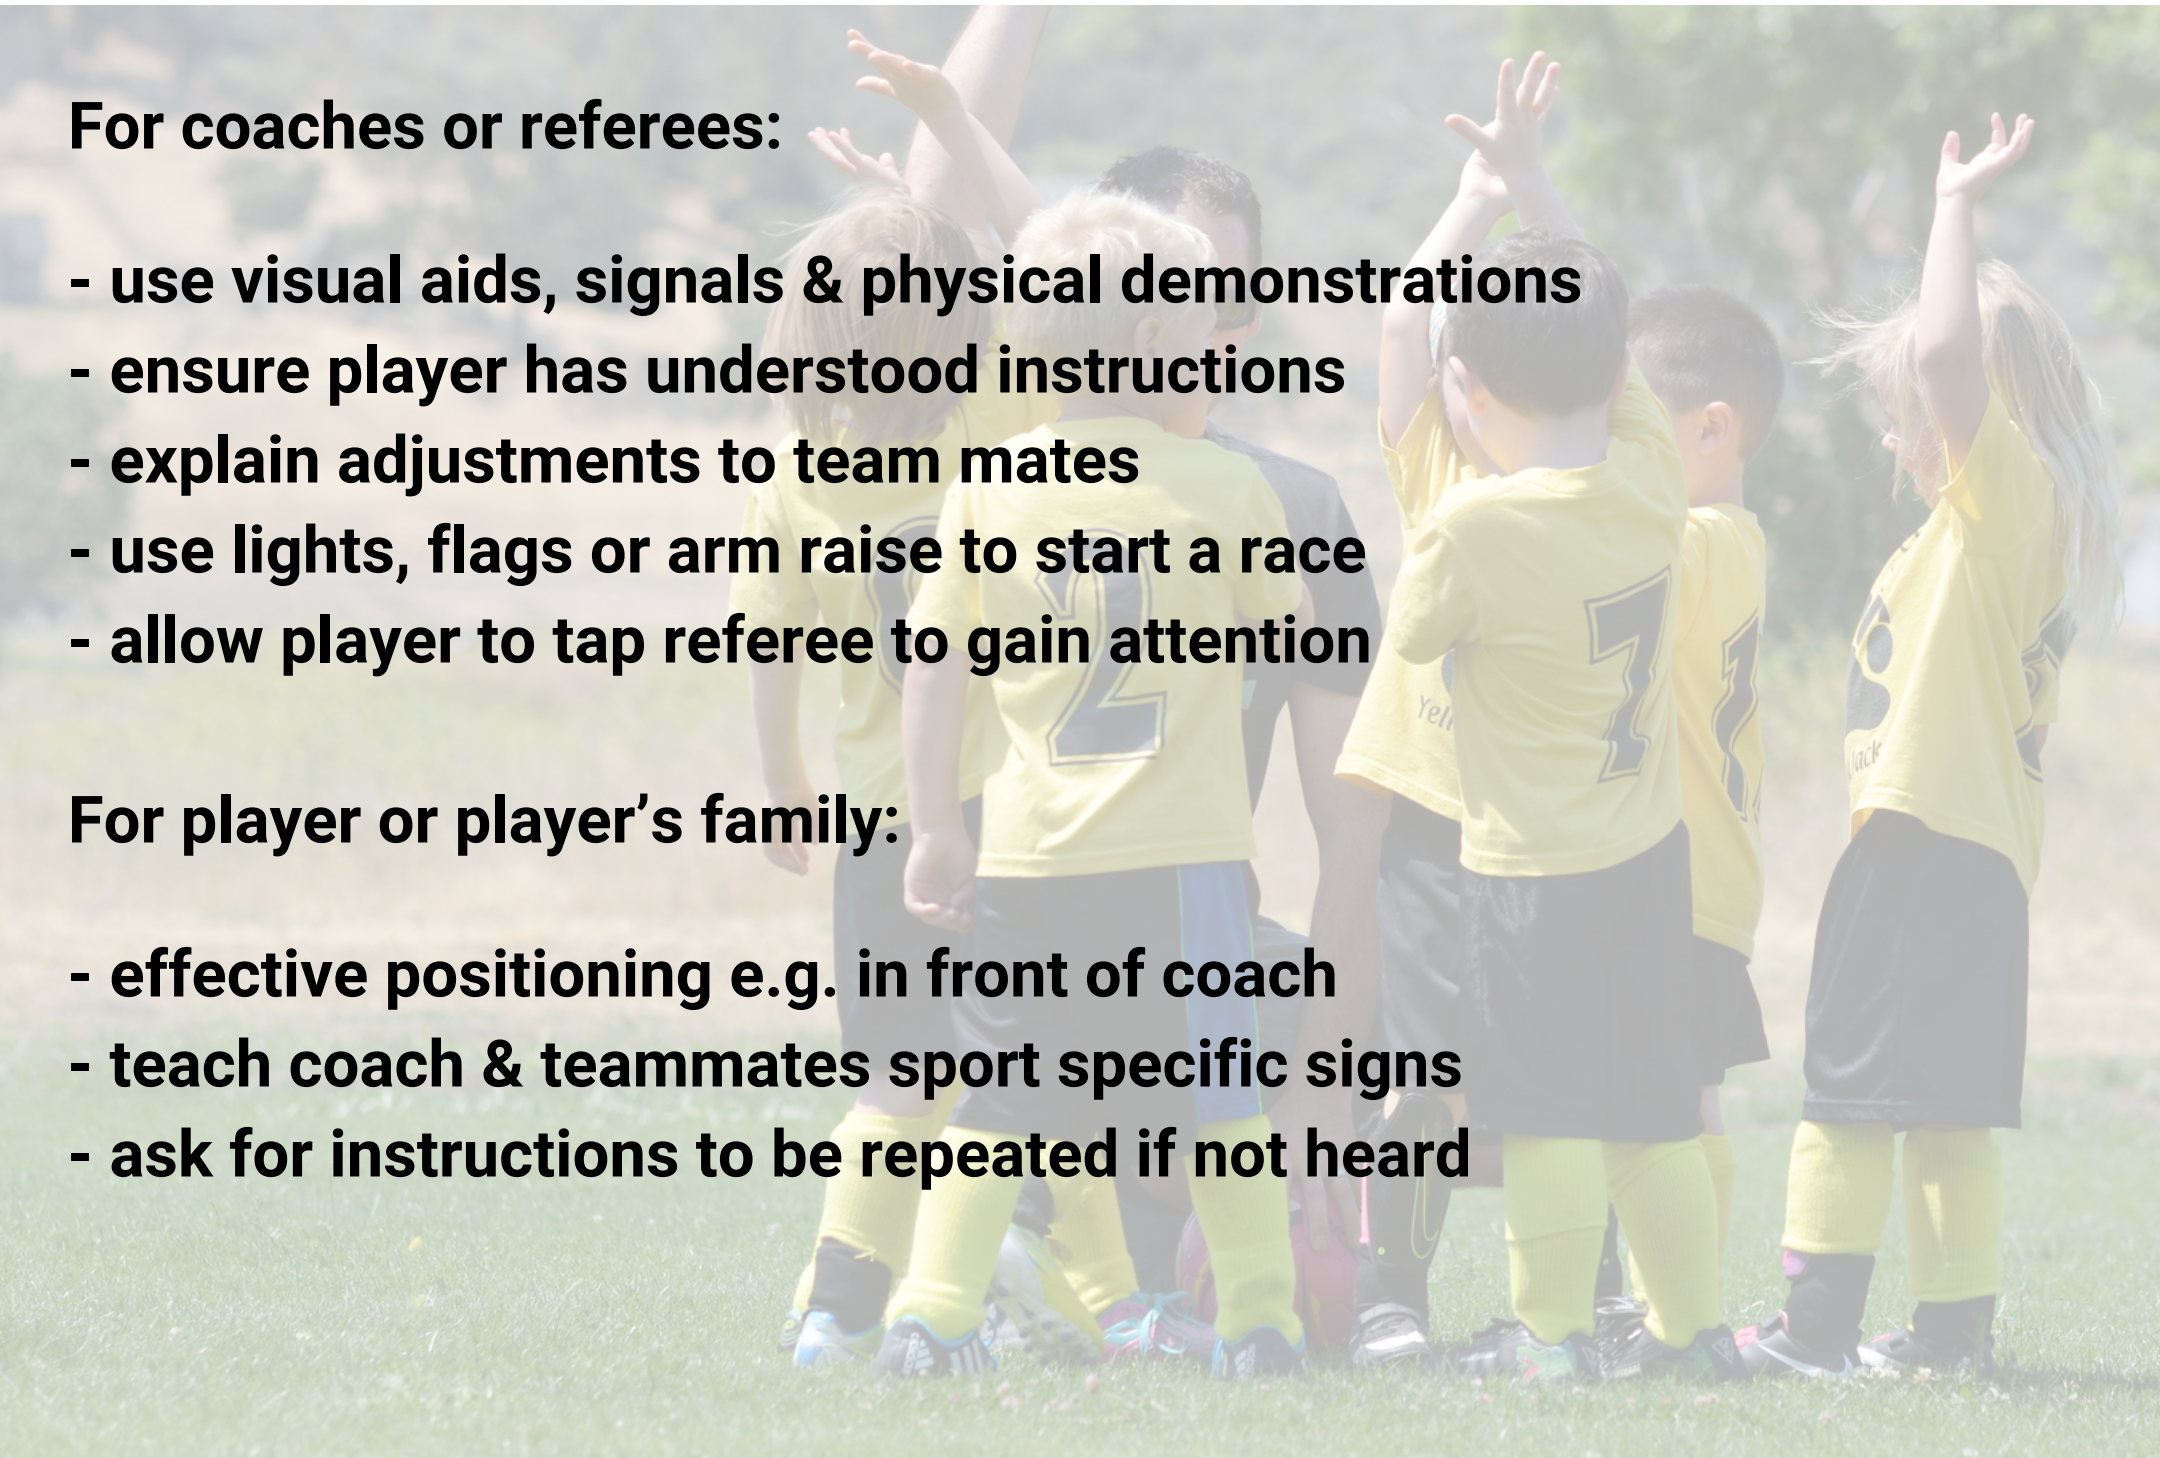 For coaches or referees:
- use visual aids, signals & physical demonstrations
- ensure player has understood instructions
- explain adjustments to team mates
- use lights, flags or arm raise to start a race
- allow player to tap referee to gain attention
For player or player’s family:
- effective positioning e.g. in front of coach
- teach coach & teammates sport specific signs
- ask for instructions to be repeated if not heard
2
7
1